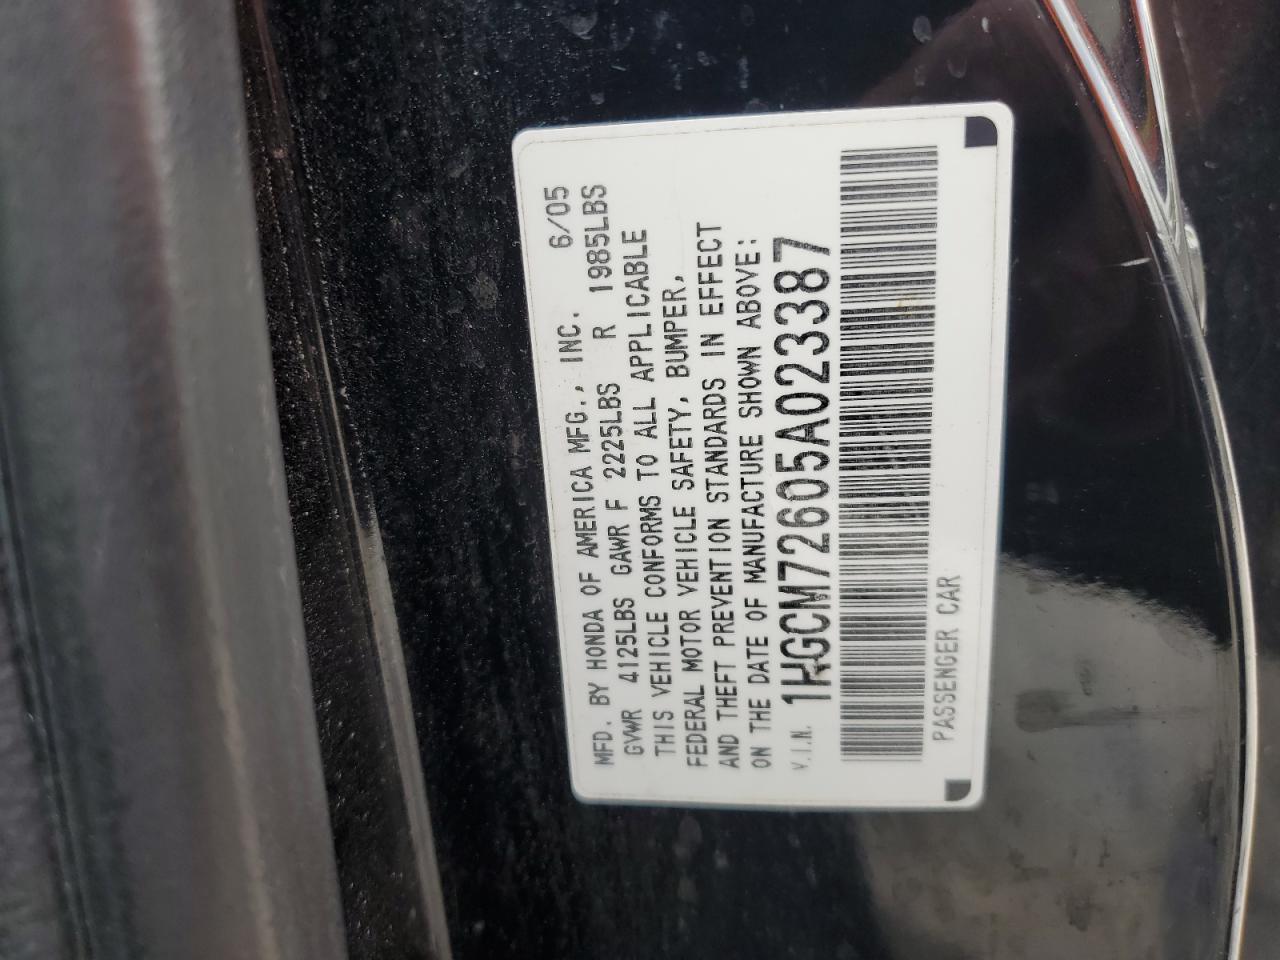 MFD. BY HONDA OF AMERICA MFG., INC. 6/05
GVWR 4125LBS GAWR F 2225LBS R 1985LBS
THIS VEHICLE CONFORMS TO ALL APPLICABLE
FEDERAL MOTOR VEHICLE SAFETY, BUMPER,
AND THEFT PREVENTION STANDARDS IN EFFECT
ON THE DATE OF MANUFACTURE SHOWN ABOVE:
V.I.N. 1HGCM72605A023387
PASSENGER CAR